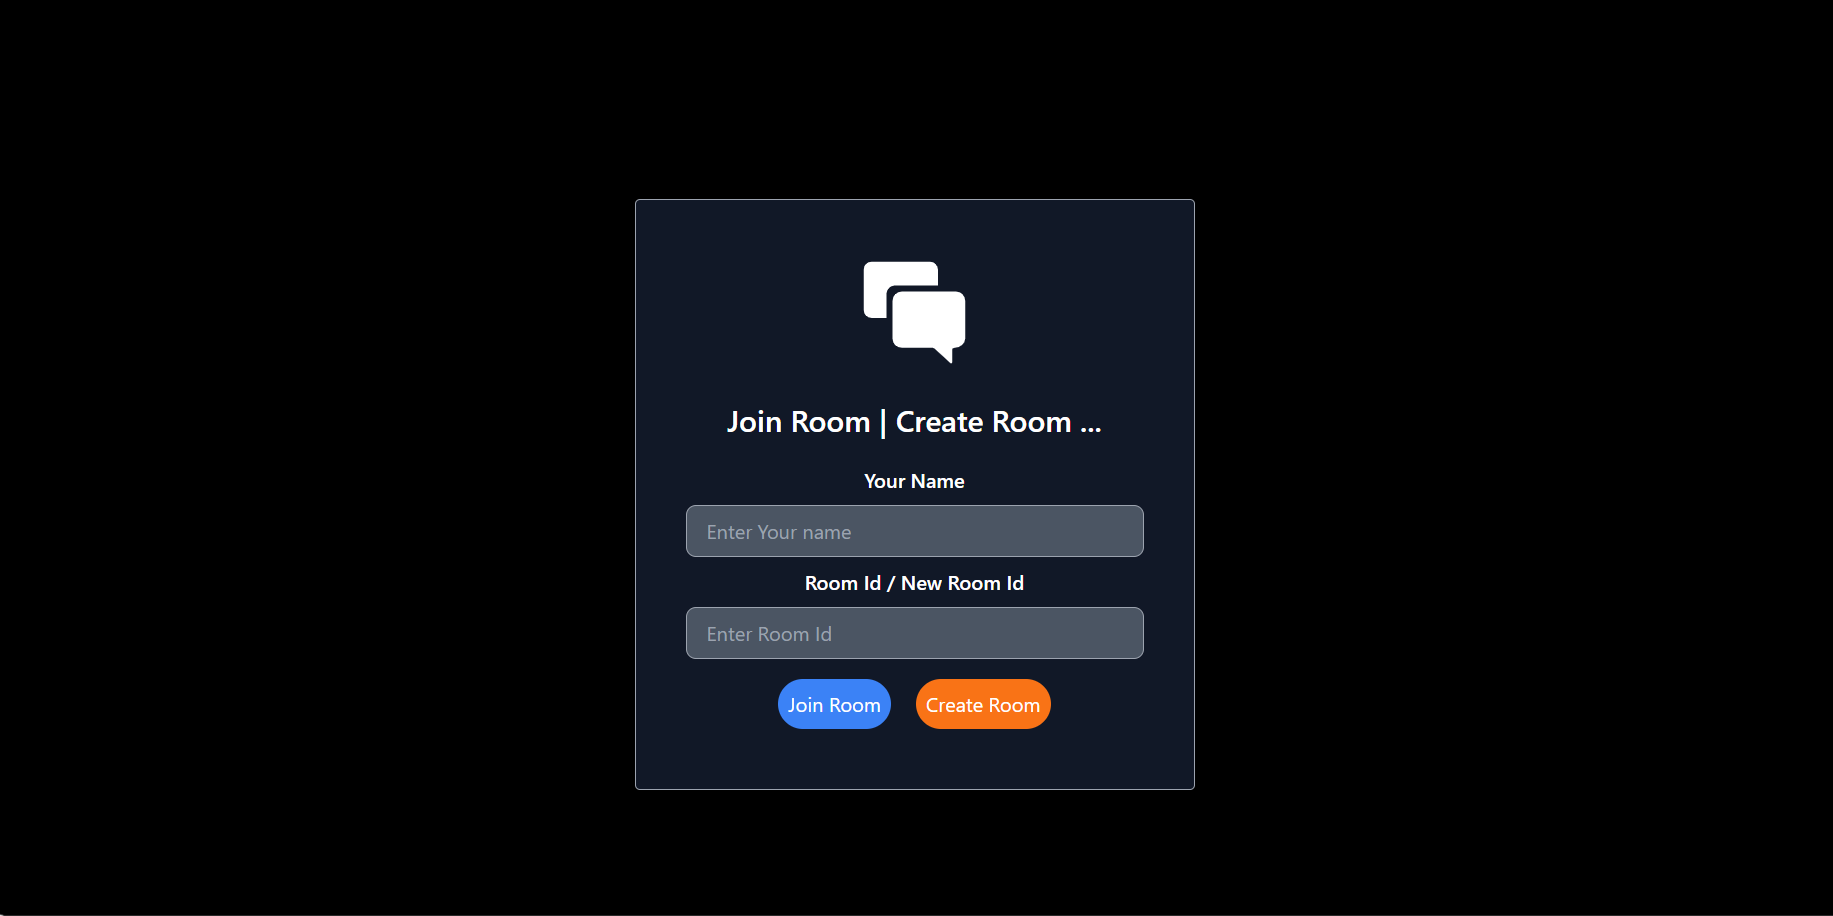 Join Room | Create Room ...
Your Name
Enter Your name
Room Id / New Room Id
Enter Room Id
Join Room Create Room